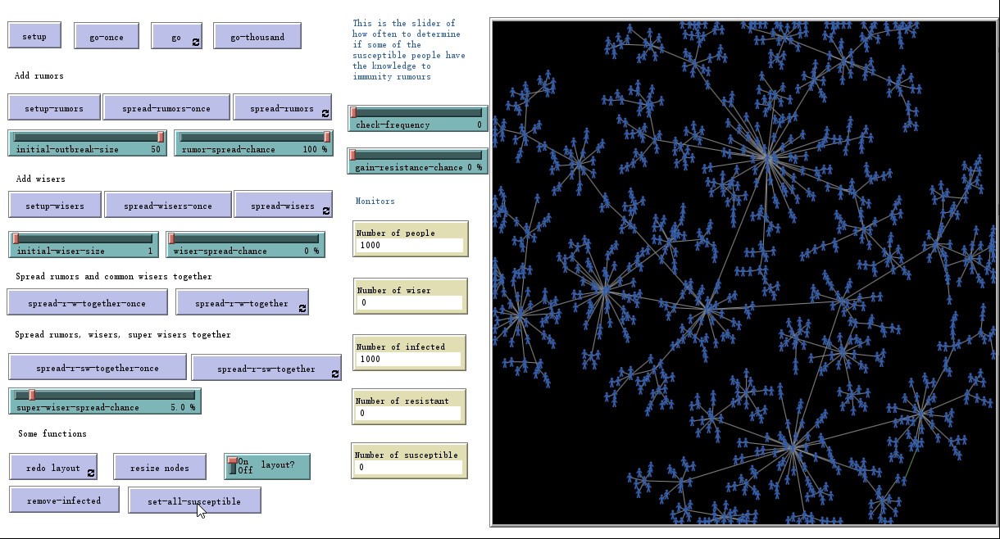 setup
go-once
go
go-thousand
Add rumors
setup-rumors
spread-rumors-once
spread-rumors
initial-outbreak-size 50
rumor-spread-chance 100 %
Add wisers
setup-wisers
spread-wisers-once
spread-wisers
initial-wiser-size 1
wiser-spread-chance 0 %
Spread rumors and common wisers together
spread-r-w-together-once
spread-r-w-together
Spread rumors, wisers, super wisers together
spread-r-sw-together-once
spread-r-sw-together
super-wiser-spread-chance 5.0 %
Some functions
redo layout
resize nodes
On
Off
layout?
remove-infected
set-all-susceptible
This is the slider of
how often to determine
if some of the
susceptible people have
the knowledge to
immunity rumours
check-frequency 0
gain-resistance-chance 0 %
Monitors
Number of people
1000
Number of wiser
0
Number of infected
1000
Number of resistant
0
Number of susceptible
0